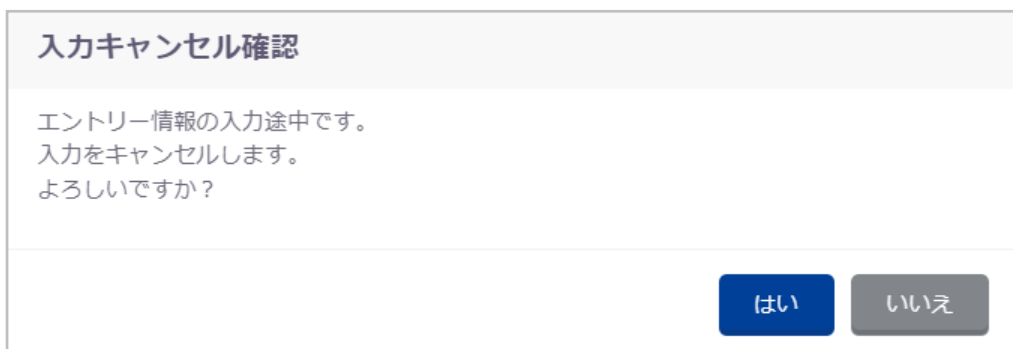 入力キャンセル確認
エントリー情報の入力途中です。
入力をキャンセルします。
よろしいですか？
はい
いいえ